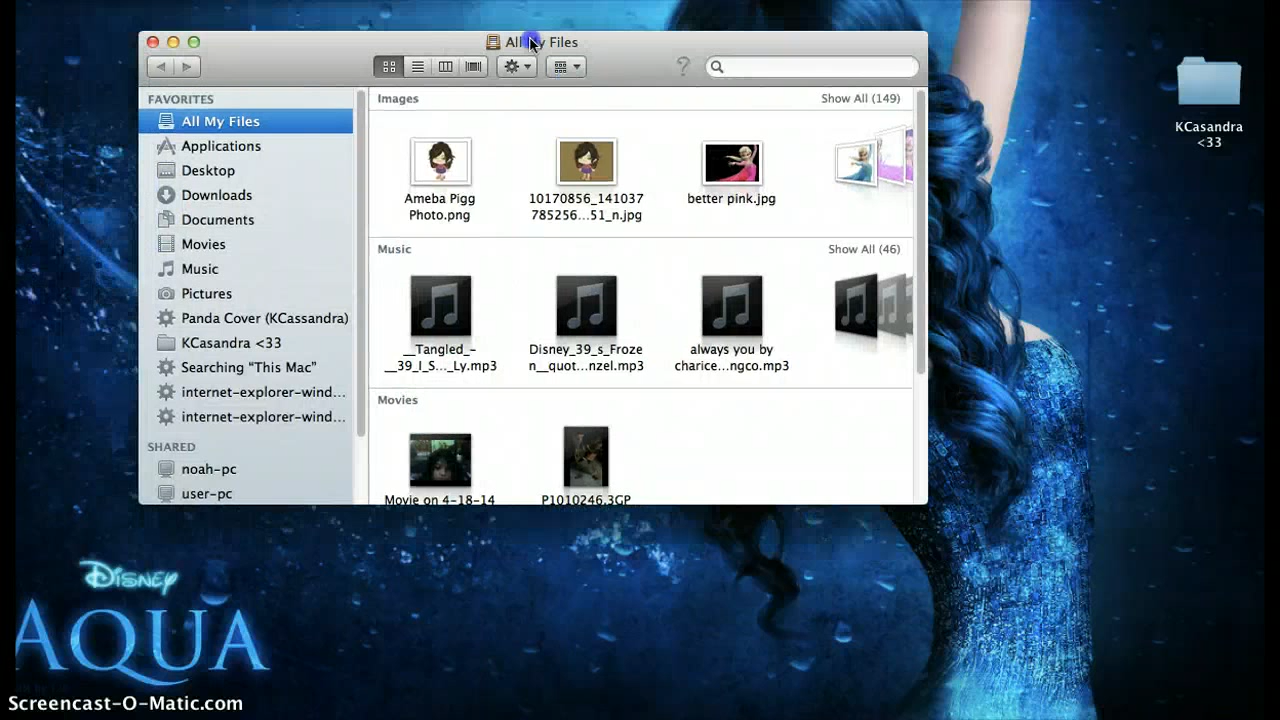 All My Files
?
FAVORITES
All My Files
Applications
Desktop
Downloads
Documents
Movies
Music
Pictures
Panda Cover (KCassandra)
KCasandra <33
Searching “This Mac”
internet-explorer-wind...
internet-explorer-wind...
SHARED
noah-pc
user-pc
Images
Show All (149)
Ameba Pigg
Photo.png
10170856_141037
785256...51_n.jpg
better pink.jpg
Music
Show All (46)
__Tangled_-
__39_I_S..._Ly.mp3
Disney_39_s_Froze
n__quot...nzel.mp3
always you by
charice...ngco.mp3
Movies
Movie on 4-18-14
P1010246.3GP
KCasandra
<33
DISNEY
AQUA
Screencast-O-Matic.com